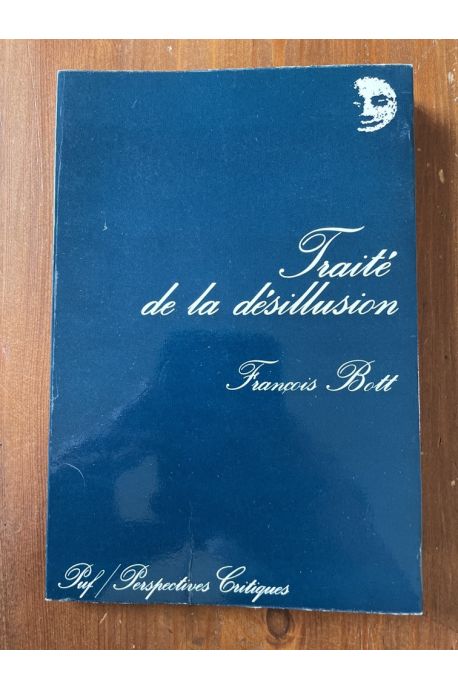 Traité
de la désillusion
François Bott
Puf / Perspectives Critiques